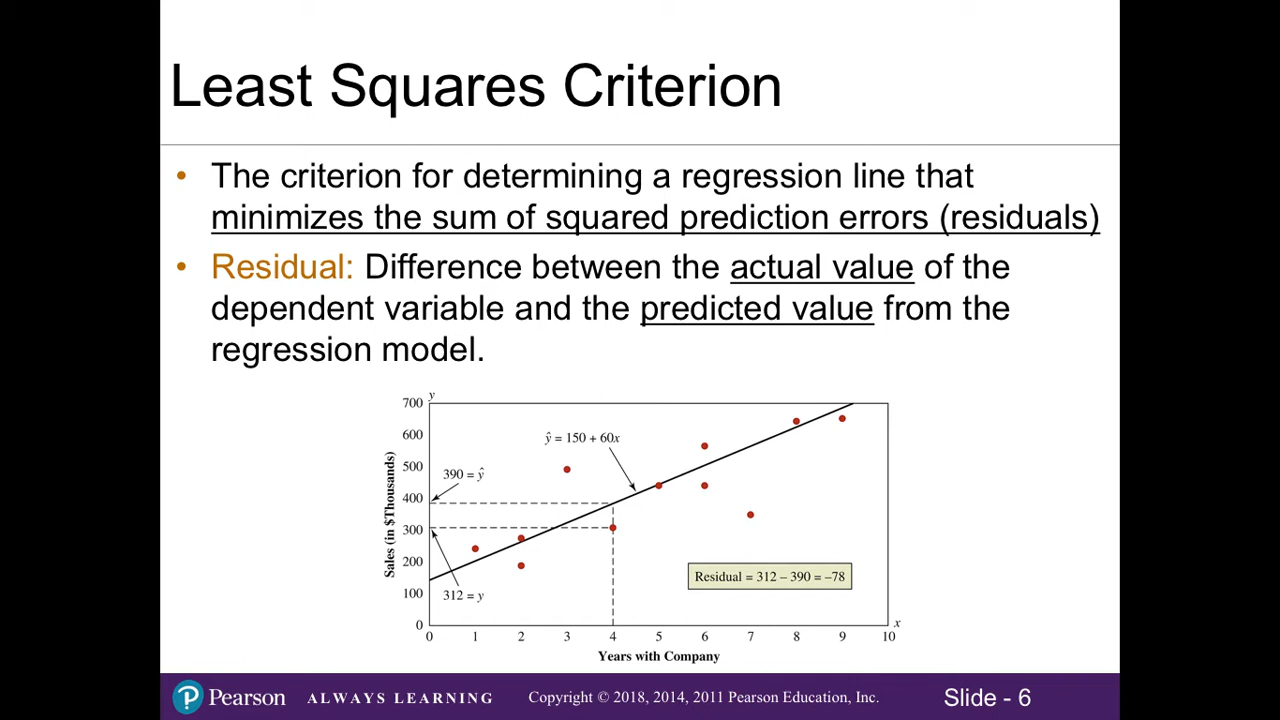 Least Squares Criterion
• The criterion for determining a regression line that
minimizes the sum of squared prediction errors (residuals)
• Residual: Difference between the actual value of the
dependent variable and the predicted value from the
regression model.
y
700
600
500
400
300
200
100
0
Sales (in $Thousands)
ŷ = 150 + 60x
390 = ŷ
312 = y
Residual = 312 – 390 = –78
x
0 1 2 3 4 5 6 7 8 9 10
Years with Company
P Pearson ALWAYS LEARNING Copyright © 2018, 2014, 2011 Pearson Education, Inc. Slide - 6